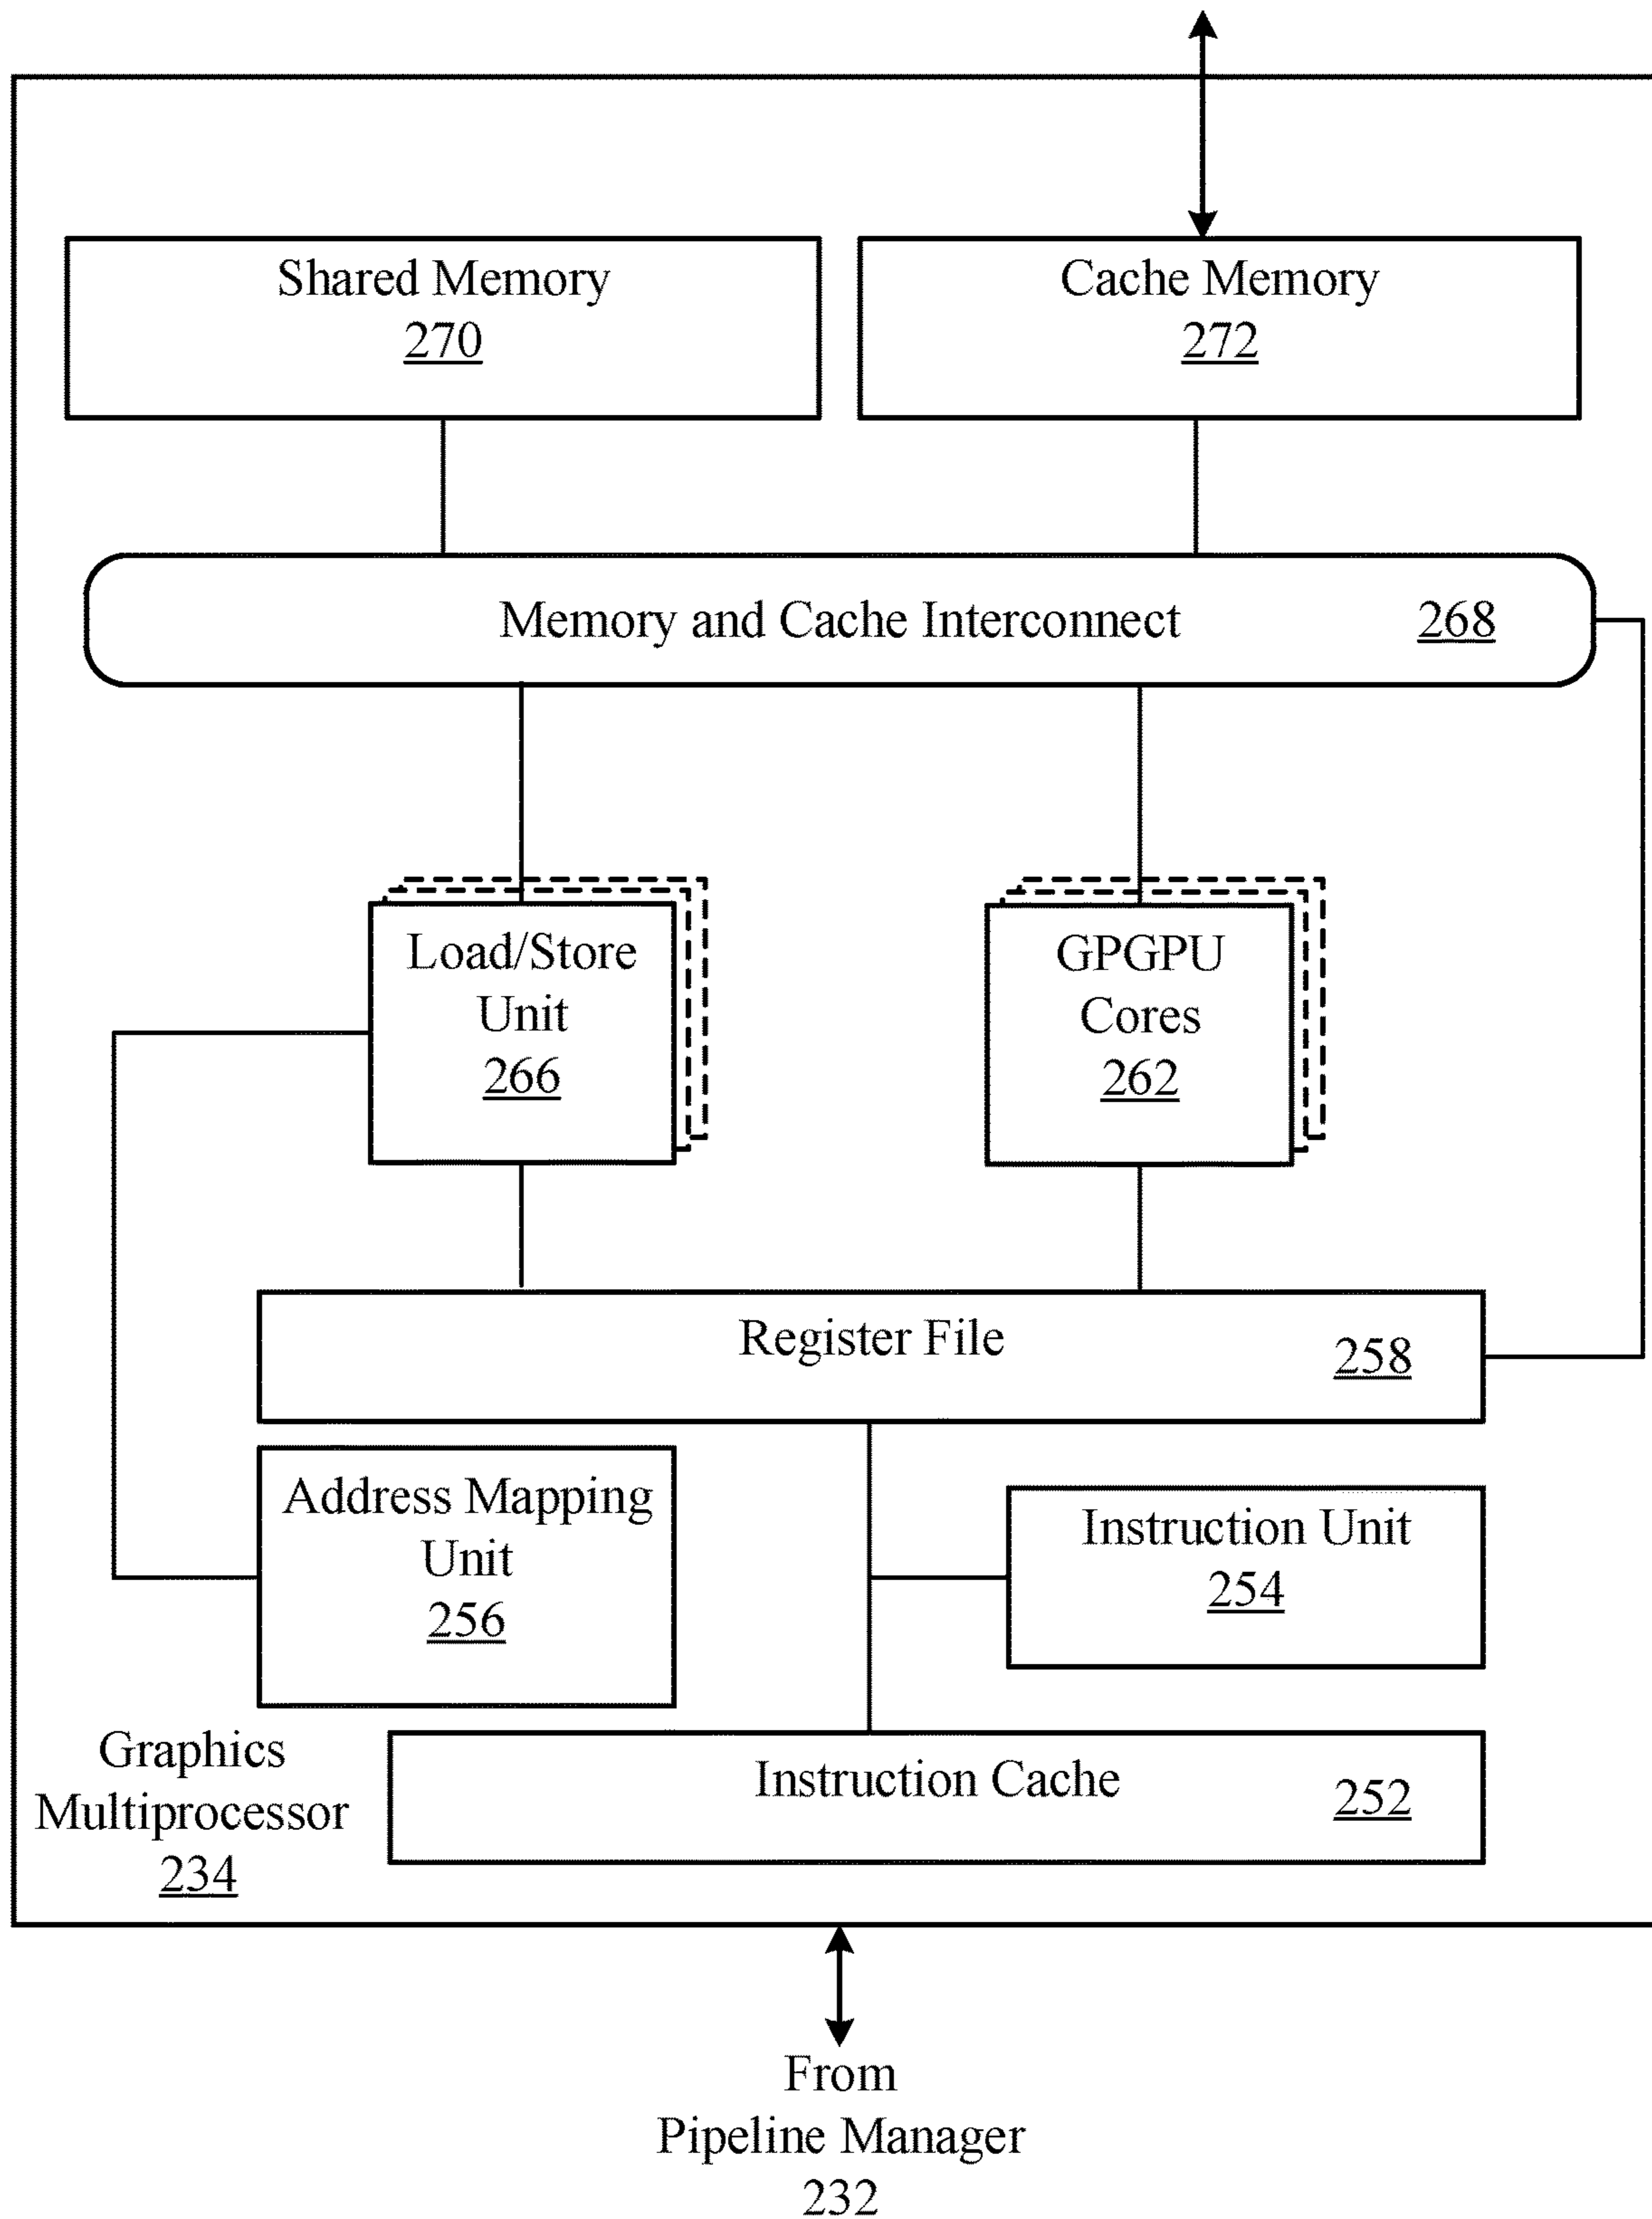 Shared Memory
270
Cache Memory
272
Memory and Cache Interconnect 268
Load/Store
Unit
266
GPGPU
Cores
262
Register File 258
Address Mapping
Unit
256
Instruction Unit
254
Graphics
Multiprocessor
234
Instruction Cache 252
From
Pipeline Manager
232